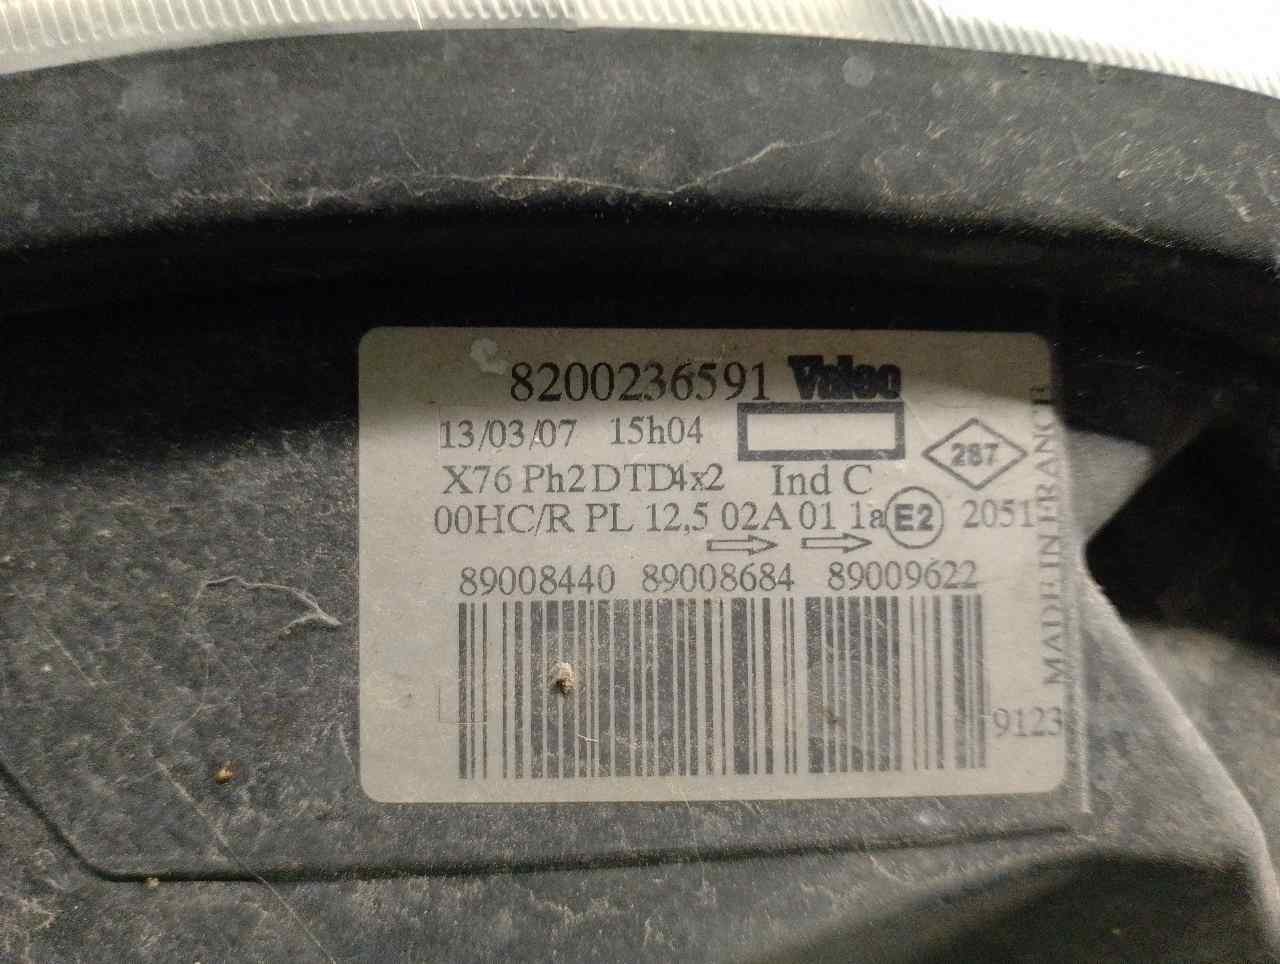 8200236591 Valeo
13/03/07 15h04
287
X76 Ph2 DTD4x2 Ind C
00HC/R PL 12,5 02A 01 1a E2 2051
89008440 89008684 89009622
9123
MADE IN FRANCE